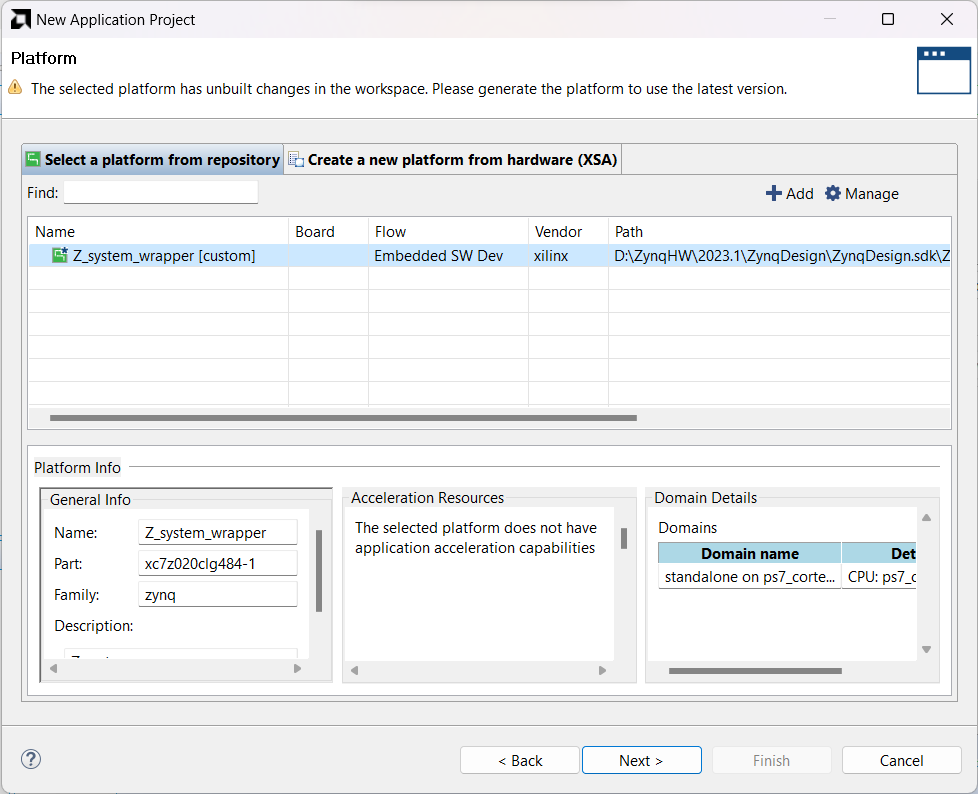 New Application Project
Platform
The selected platform has unbuilt changes in the workspace. Please generate the platform to use the latest version.
Select a platform from repository
Create a new platform from hardware (XSA)
Find:
Add
Manage
Name Board Flow Vendor Path
Z_system_wrapper [custom] Embedded SW Dev xilinx D:\ZynqHW\2023.1\ZynqDesign\ZynqDesign.sdk\Z
Platform Info
General Info
Name: Z_system_wrapper
Part: xc7z020clg484-1
Family: zynq
Description:
Acceleration Resources
The selected platform does not have
application acceleration capabilities
Domain Details
Domains
Domain name Det
standalone on ps7_corte... CPU: ps7_c
?
< Back
Next >
Finish
Cancel